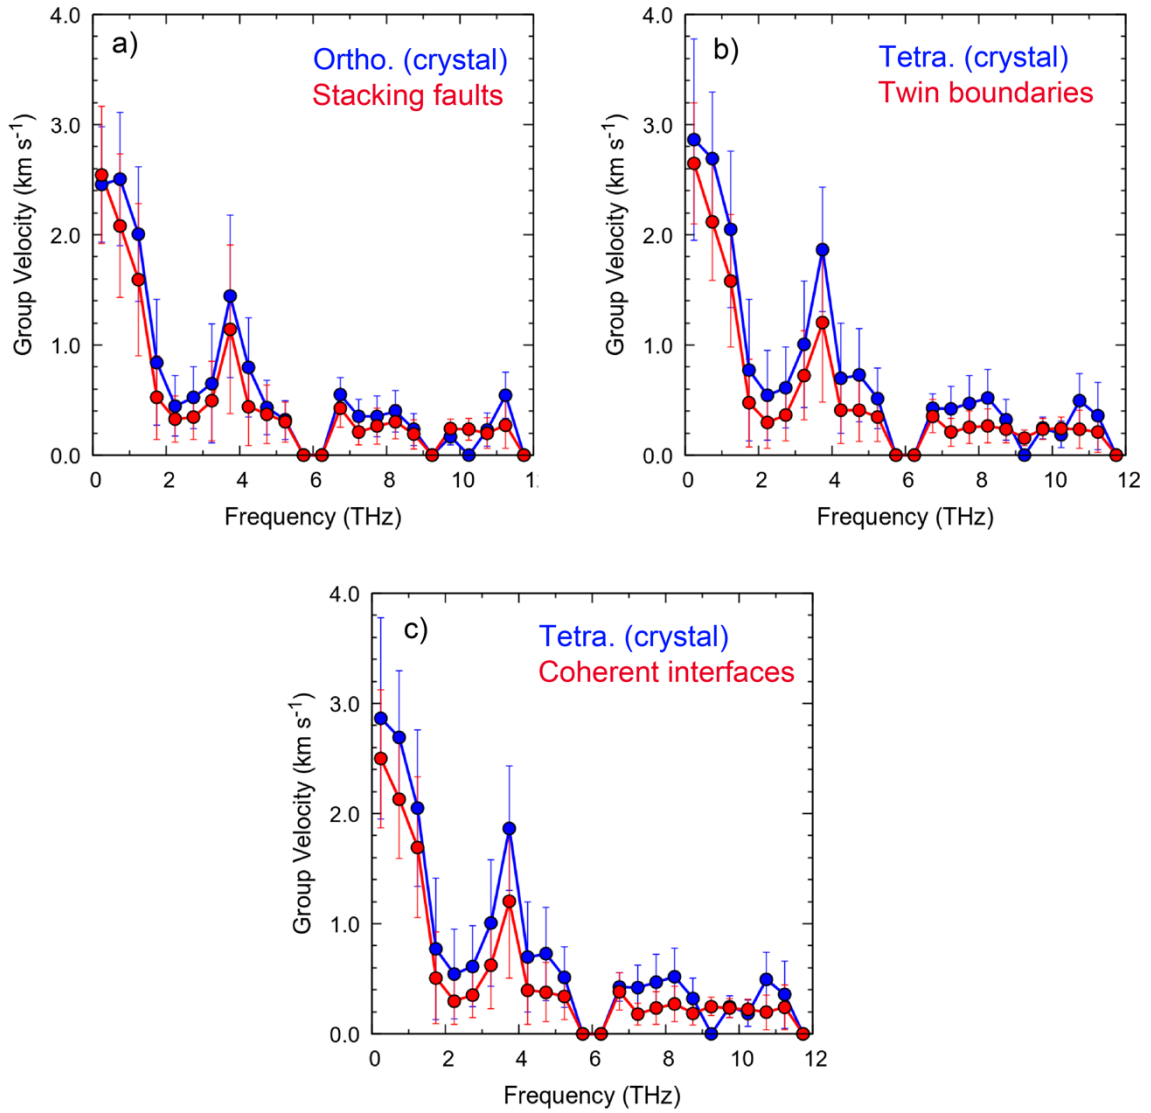 a)
Ortho. (crystal)
Stacking faults
4.0
3.0
2.0
1.0
0.0
Group Velocity (km s-1)
0 2 4 6 8 10
Frequency (THz)
b)
Tetra. (crystal)
Twin boundaries
4.0
3.0
2.0
1.0
0.0
Group Velocity (km s-1)
0 2 4 6 8 10 12
Frequency (THz)
c)
Tetra. (crystal)
Coherent interfaces
4.0
3.0
2.0
1.0
0.0
Group Velocity (km s-1)
0 2 4 6 8 10 12
Frequency (THz)